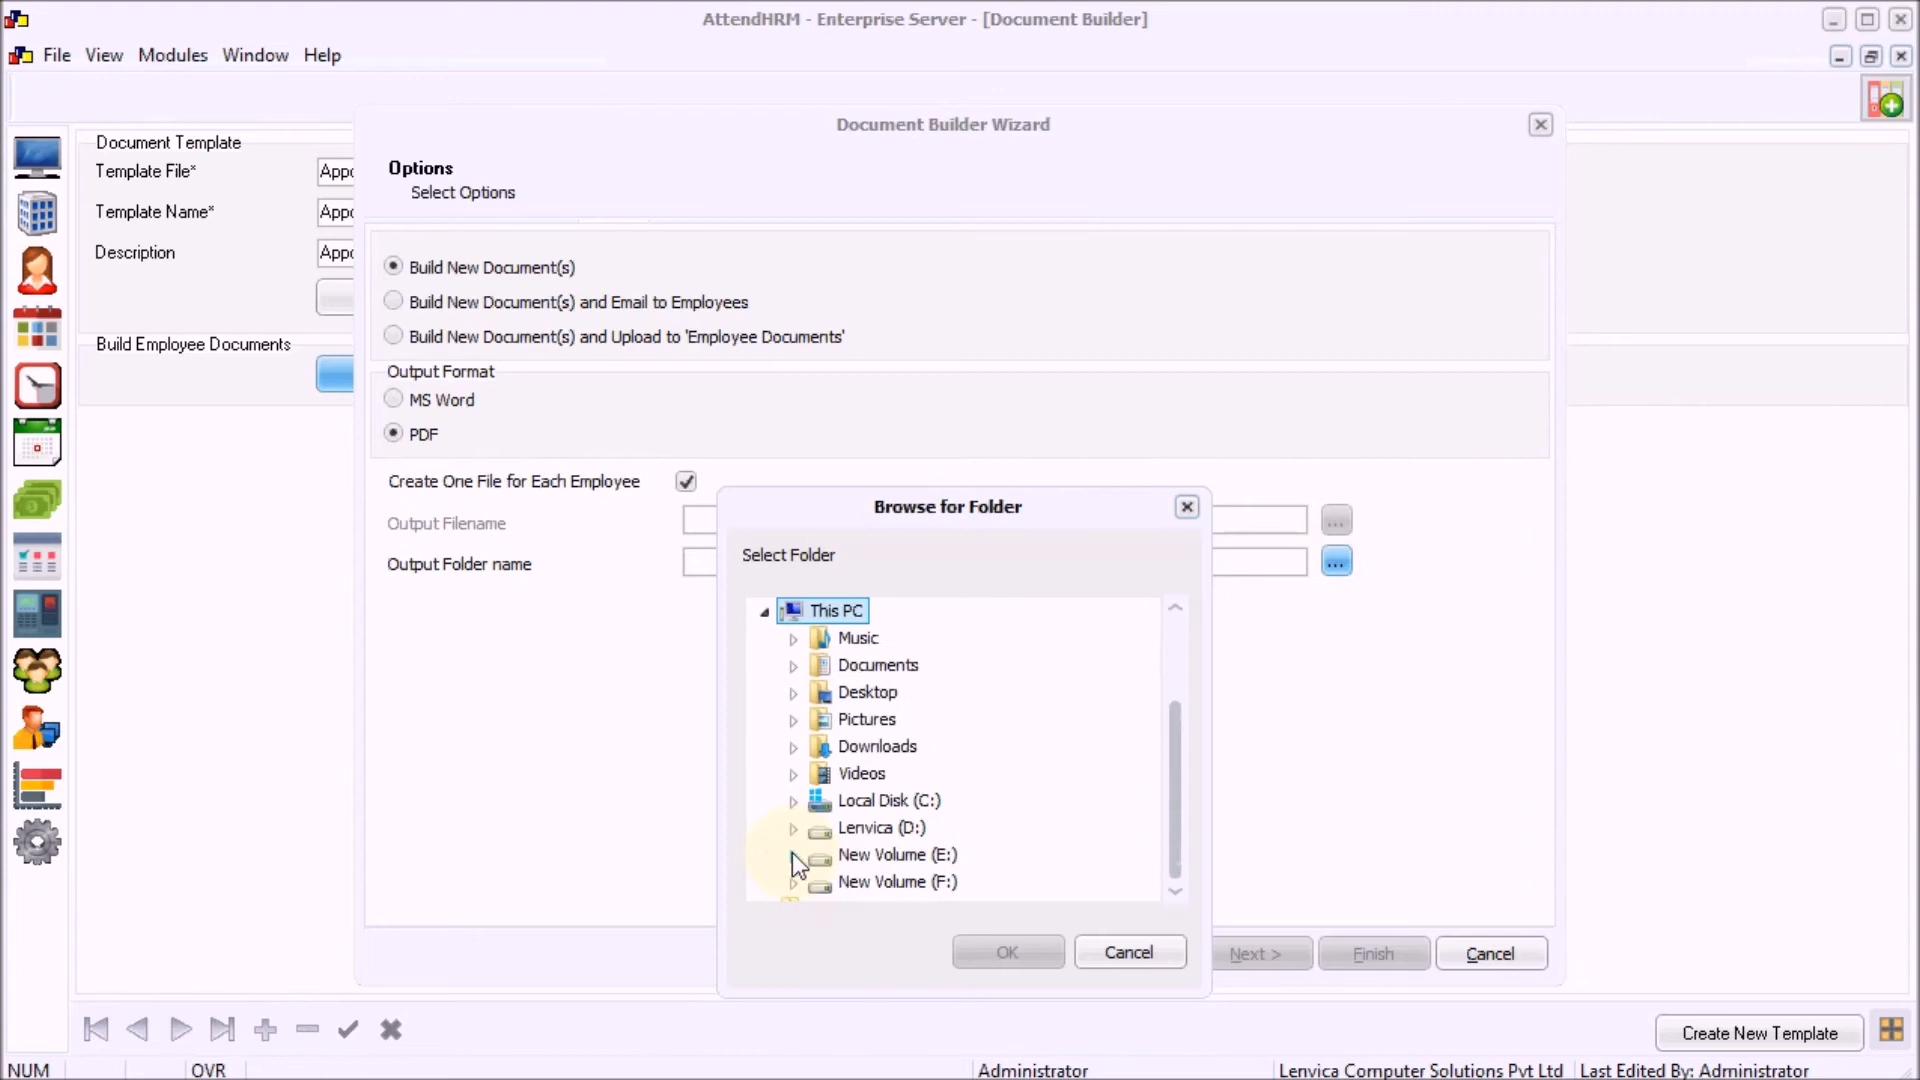 AttendHRM - Enterprise Server - [Document Builder]
File View Modules Window Help
Document Builder Wizard
Document Template
Template File*
Appo
Options
Select Options
Template Name*
Appo
Description
Appo
Build New Document(s)
Build New Document(s) and Email to Employees
Build New Document(s) and Upload to 'Employee Documents'
Build Employee Documents
Output Format
MS Word
PDF
Create One File for Each Employee
Output Filename
...
Output Folder name
...
Browse for Folder
Select Folder
This PC
Music
Documents
Desktop
Pictures
Downloads
Videos
Local Disk (C:)
Lenvica (D:)
New Volume (E:)
New Volume (F:)
OK Cancel
Next > Finish Cancel
Create New Template
NUM OVR Administrator Lenvica Computer Solutions Pvt Ltd Last Edited By: Administrator